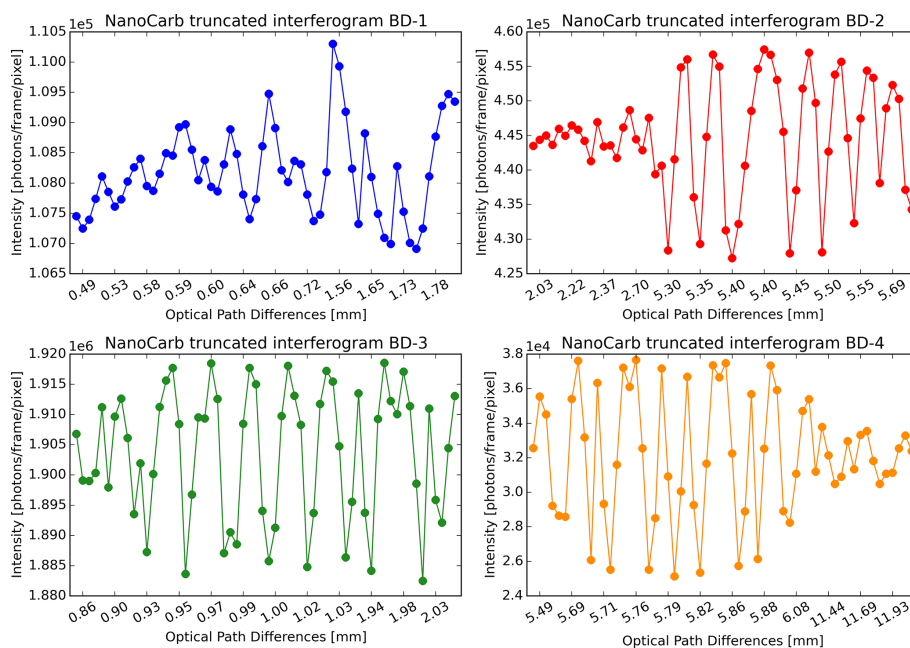 NanoCarb truncated interferogram BD-1
1e5
Intensity [photons/frame/pixel]
1.105
1.100
1.095
1.090
1.085
1.080
1.075
1.070
1.065
0.49 0.53 0.58 0.59 0.60 0.64 0.66 0.72 1.56 1.65 1.73 1.78
Optical Path Differences [mm]
NanoCarb truncated interferogram BD-2
1e5
Intensity [photons/frame/pixel]
4.60
4.55
4.50
4.45
4.40
4.35
4.30
4.25
2.03 2.22 2.37 2.70 5.30 5.35 5.40 5.40 5.45 5.50 5.55 5.69
Optical Path Differences [mm]
NanoCarb truncated interferogram BD-3
1e6
Intensity [photons/frame/pixel]
1.920
1.915
1.910
1.905
1.900
1.895
1.890
1.885
1.880
0.86 0.90 0.93 0.95 0.97 0.99 1.00 1.02 1.03 1.94 1.98 2.03
Optical Path Differences [mm]
NanoCarb truncated interferogram BD-4
1e4
Intensity [photons/frame/pixel]
3.8
3.6
3.4
3.2
3.0
2.8
2.6
2.4
5.49 5.69 5.71 5.76 5.79 5.82 5.86 5.88 6.08 11.44 11.69 11.93
Optical Path Differences [mm]